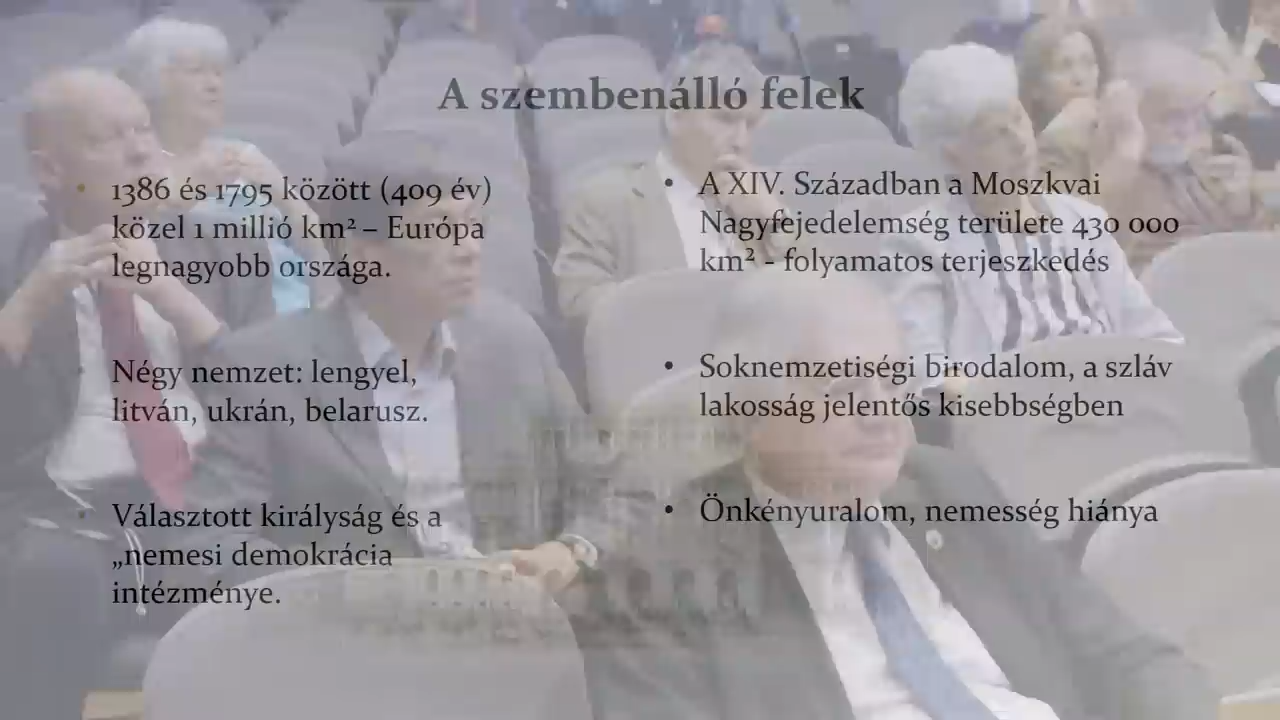 A szembenálló felek
1386 és 1795 között (409 év)
közel 1 millió km² – Európa
legnagyobb országa.
Négy nemzet: lengyel,
litván, ukrán, belarusz.
Választott királyság és a
„nemesi demokrácia
intézménye.
• A XIV. Században a Moszkvai
Nagyfejedelemség területe 430 000
km² - folyamatos terjeszkedés
• Soknemzetiségi birodalom, a szláv
lakosság jelentős kisebbségben
• Önkényuralom, nemesség hiánya